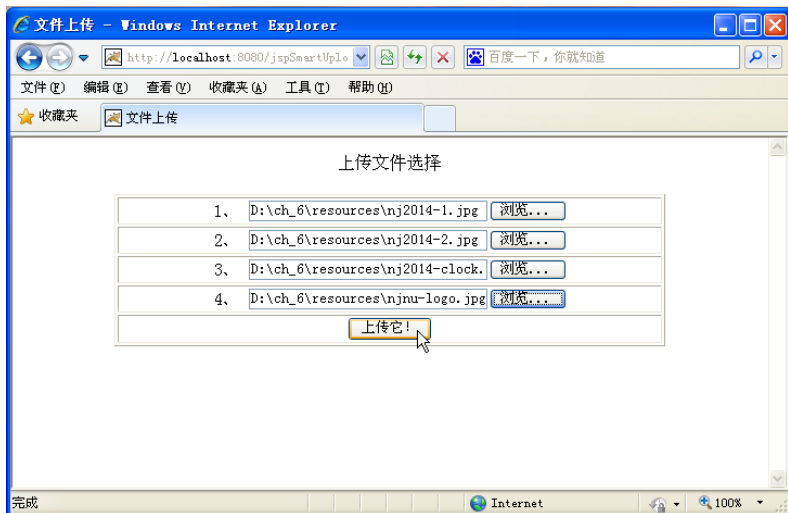 文件上传 - Windows Internet Explorer
http://localhost:8080/jspSmartUplo 百度一下，你就知道
文件(F) 编辑(E) 查看(V) 收藏夹(A) 工具(T) 帮助(H)
收藏夹 文件上传
上传文件选择
1、 D:\ch_6\resources\nj2014-1.jpg 浏览...
2、 D:\ch_6\resources\nj2014-2.jpg 浏览...
3、 D:\ch_6\resources\nj2014-clock. 浏览...
4、 D:\ch_6\resources\njnu-logo.jpg 浏览...
上传它!
完成 Internet 100%